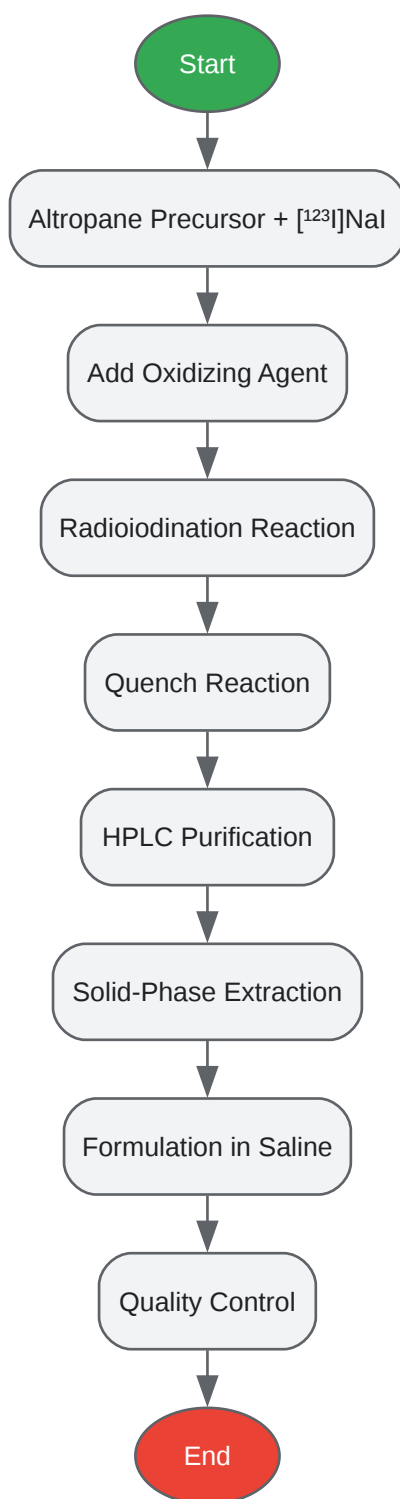 Start
Altropane Precursor + [¹²³I]NaI
Add Oxidizing Agent
Radioiodination Reaction
Quench Reaction
HPLC Purification
Solid-Phase Extraction
Formulation in Saline
Quality Control
End